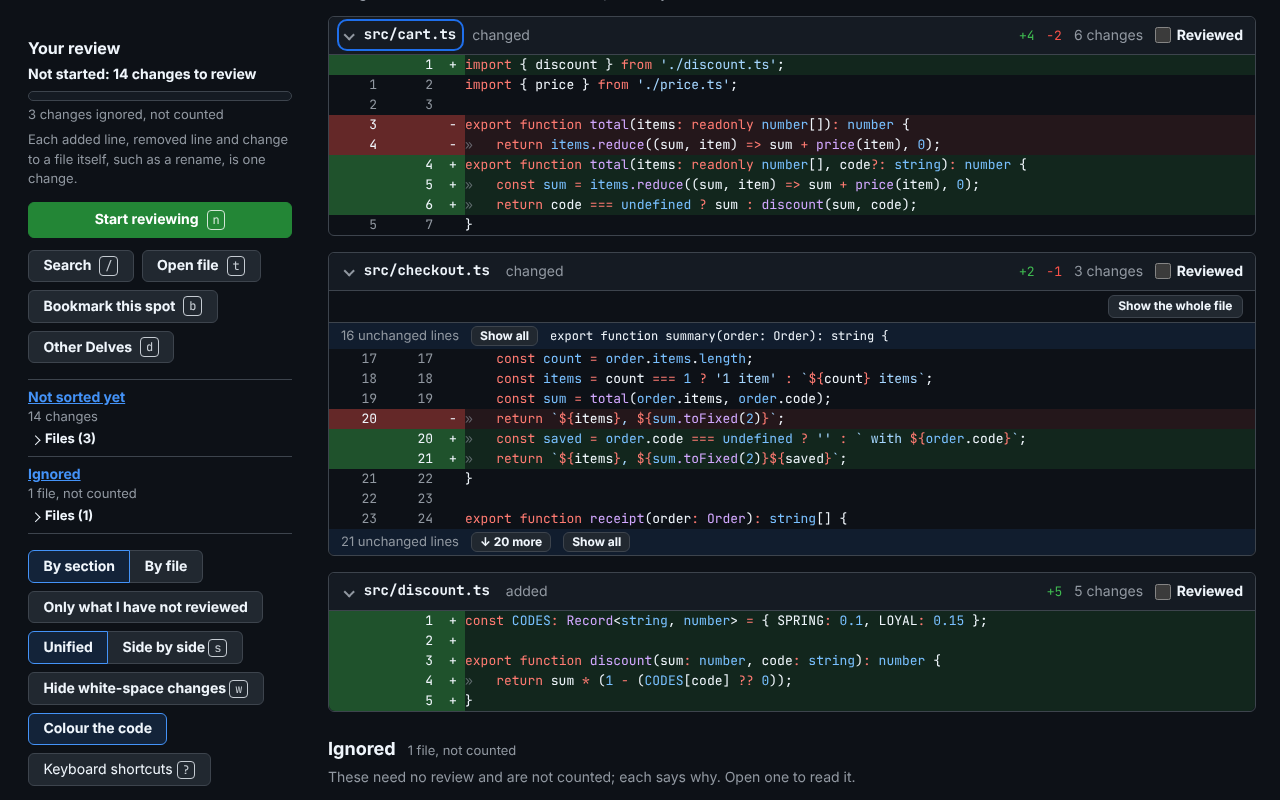 Your review
Not started: 14 changes to review
3 changes ignored, not counted
Each added line, removed line and change
to a file itself, such as a rename, is one
change.
Start reviewing n
Search / Open file t
Bookmark this spot b
Other Delves d
Not sorted yet
14 changes
Files (3)
Ignored
1 file, not counted
Files (1)
By section By file
Only what I have not reviewed
Unified Side by side s
Hide white-space changes w
Colour the code
Keyboard shortcuts ?
src/cart.ts changed +4 -2 6 changes Reviewed
1 + import { discount } from './discount.ts';
1 2 import { price } from './price.ts';
2 3
3 - export function total(items: readonly number[]): number {
4 - » return items.reduce((sum, item) => sum + price(item), 0);
4 + export function total(items: readonly number[], code?: string): number {
5 + » const sum = items.reduce((sum, item) => sum + price(item), 0);
6 + » return code === undefined ? sum : discount(sum, code);
5 7 }
src/checkout.ts changed +2 -1 3 changes Reviewed
Show the whole file
16 unchanged lines Show all export function summary(order: Order): string {
17 17 const count = order.items.length;
18 18 const items = count === 1 ? '1 item' : `${count} items`;
19 19 const sum = total(order.items, order.code);
20 - » return `${items}, ${sum.toFixed(2)}`;
20 + » const saved = order.code === undefined ? '' : ` with ${order.code}`;
21 + » return `${items}, ${sum.toFixed(2)}${saved}`;
21 22 }
22 23
23 24 export function receipt(order: Order): string[] {
21 unchanged lines ↓ 20 more Show all
src/discount.ts added +5 5 changes Reviewed
1 + const CODES: Record<string, number> = { SPRING: 0.1, LOYAL: 0.15 };
2 +
3 + export function discount(sum: number, code: string): number {
4 + » return sum * (1 - (CODES[code] ?? 0));
5 + }
Ignored 1 file, not counted
These need no review and are not counted; each says why. Open one to read it.